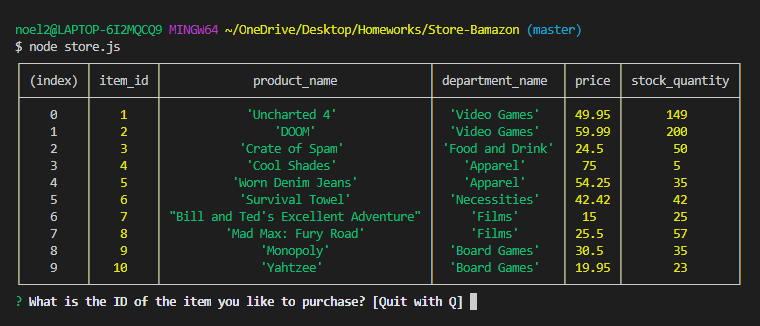 noel2@LAPTOP-6I2MQCQ9 MINGW64 ~/OneDrive/Desktop/Homeworks/Store-Bamazon (master)
$ node store.js
(index) item_id product_name department_name price stock_quantity
0 1 'Uncharted 4' 'Video Games' 49.95 149
1 2 'DOOM' 'Video Games' 59.99 200
2 3 'Crate of Spam' 'Food and Drink' 24.5 50
3 4 'Cool Shades' 'Apparel' 75 5
4 5 'Worn Denim Jeans' 'Apparel' 54.25 35
5 6 'Survival Towel' 'Necessities' 42.42 42
6 7 "Bill and Ted's Excellent Adventure" 'Films' 15 25
7 8 'Mad Max: Fury Road' 'Films' 25.5 57
8 9 'Monopoly' 'Board Games' 30.5 35
9 10 'Yahtzee' 'Board Games' 19.95 23
? What is the ID of the item you like to purchase? [Quit with Q]